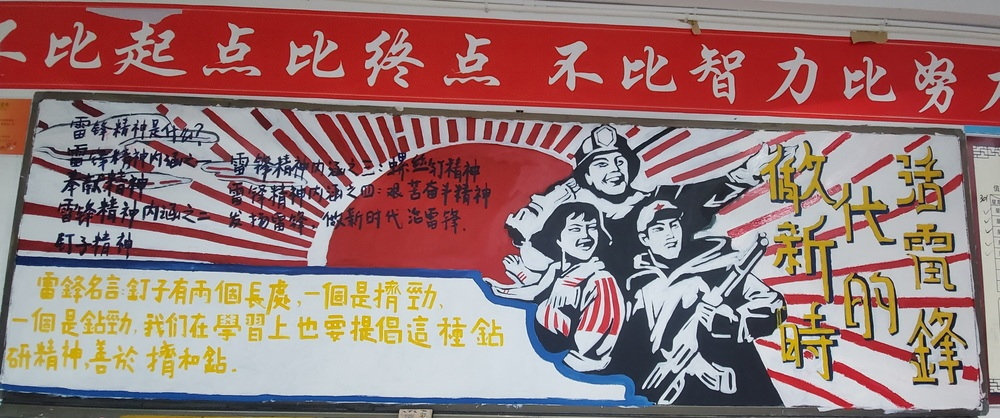 不比起点比终点 不比智力比努
雷锋精神是什么?
雷锋精神内涵之一
奉献精神
雷锋精神内涵之二
钉子精神
雷锋精神内涵之三:螺丝钉精神
雷锋精神内涵之四:艰苦奋斗精神
发扬雷锋,做新时代活雷锋.
雷鋒名言:釘子有兩個長處,一個是擠勁,
一個是鉆勁,我们在學習上也要提倡這種鉆
研精神,善於擠和鉆.
做新時
代的
活雷鋒